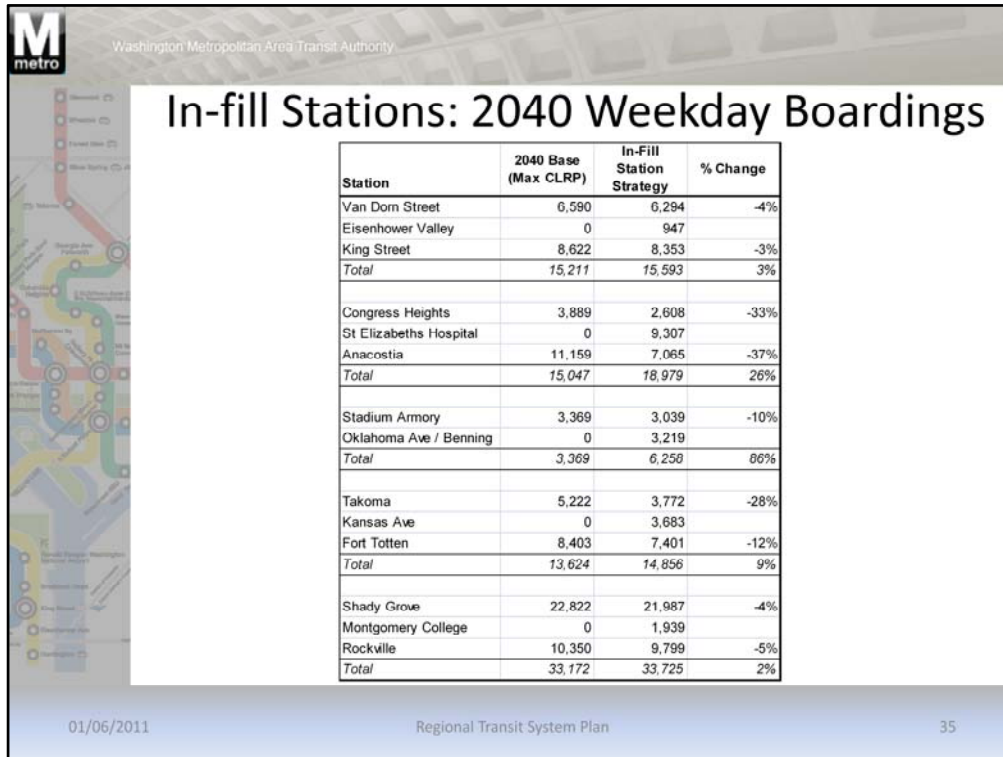 M
metro
Washington Metropolitan Area Transit Authority
In-fill Stations: 2040 Weekday Boardings
Station 2040 Base (Max CLRP) In-Fill Station Strategy % Change
Van Dorn Street 6,590 6,294 -4%
Eisenhower Valley 0 947
King Street 8,622 8,353 -3%
Total 15,211 15,593 3%
Congress Heights 3,889 2,608 -33%
St Elizabeths Hospital 0 9,307
Anacostia 11,159 7,065 -37%
Total 15,047 18,979 26%
Stadium Armory 3,369 3,039 -10%
Oklahoma Ave / Benning 0 3,219
Total 3,369 6,258 86%
Takoma 5,222 3,772 -28%
Kansas Ave 0 3,683
Fort Totten 8,403 7,401 -12%
Total 13,624 14,856 9%
Shady Grove 22,822 21,987 -4%
Montgomery College 0 1,939
Rockville 10,350 9,799 -5%
Total 33,172 33,725 2%
01/06/2011 Regional Transit System Plan 35